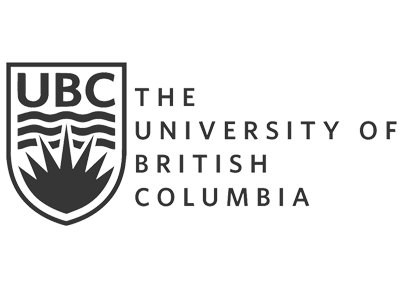 UBC
THE
UNIVERSITY OF
BRITISH
COLUMBIA